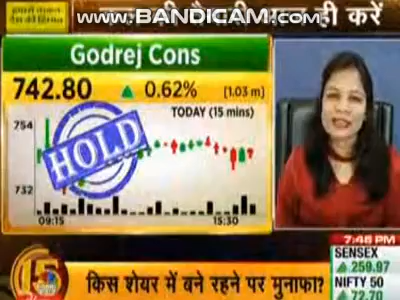 www.BANDICAM.com
ही करें
Godrej Cons
742.80 0.62% (1.03 m)
TODAY (15 mins)
754
HOLD
732
09:15 15:30
7:46 PM
SENSEX
259.97
NIFTY 50
72.70
15
किस शेयर में बने रहने पर मुनाफा?